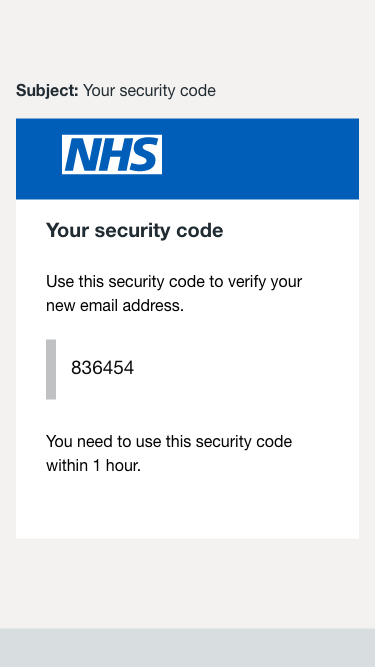 Subject: Your security code
NHS
Your security code
Use this security code to verify your
new email address.
836454
You need to use this security code
within 1 hour.